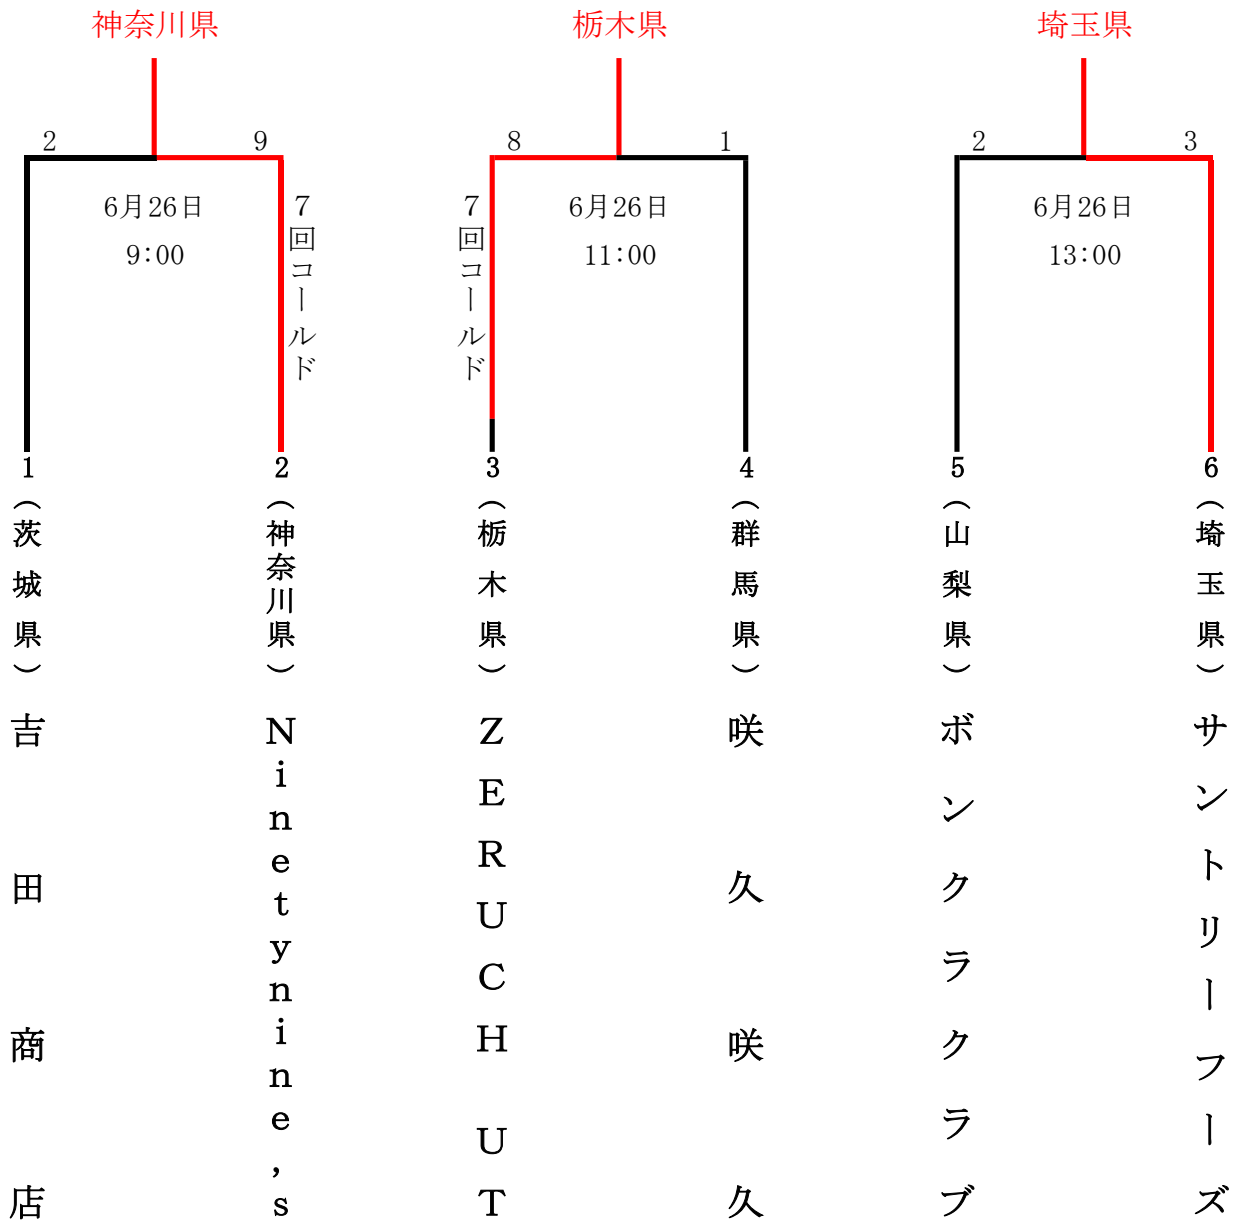 神奈川県
栃木県
埼玉県
2
9
8
1
2
3
6月26日
9:00
7回コールド
7回コールド
6月26日
11:00
6月26日
13:00
1
2
3
4
5
6
（茨城県）
（神奈川県）
（栃木県）
（群馬県）
（山梨県）
（埼玉県）
吉田商店
Ninetynine,s
ZERUCH UT
咲久咲久
ボンクラクラブ
サントリーフーズ